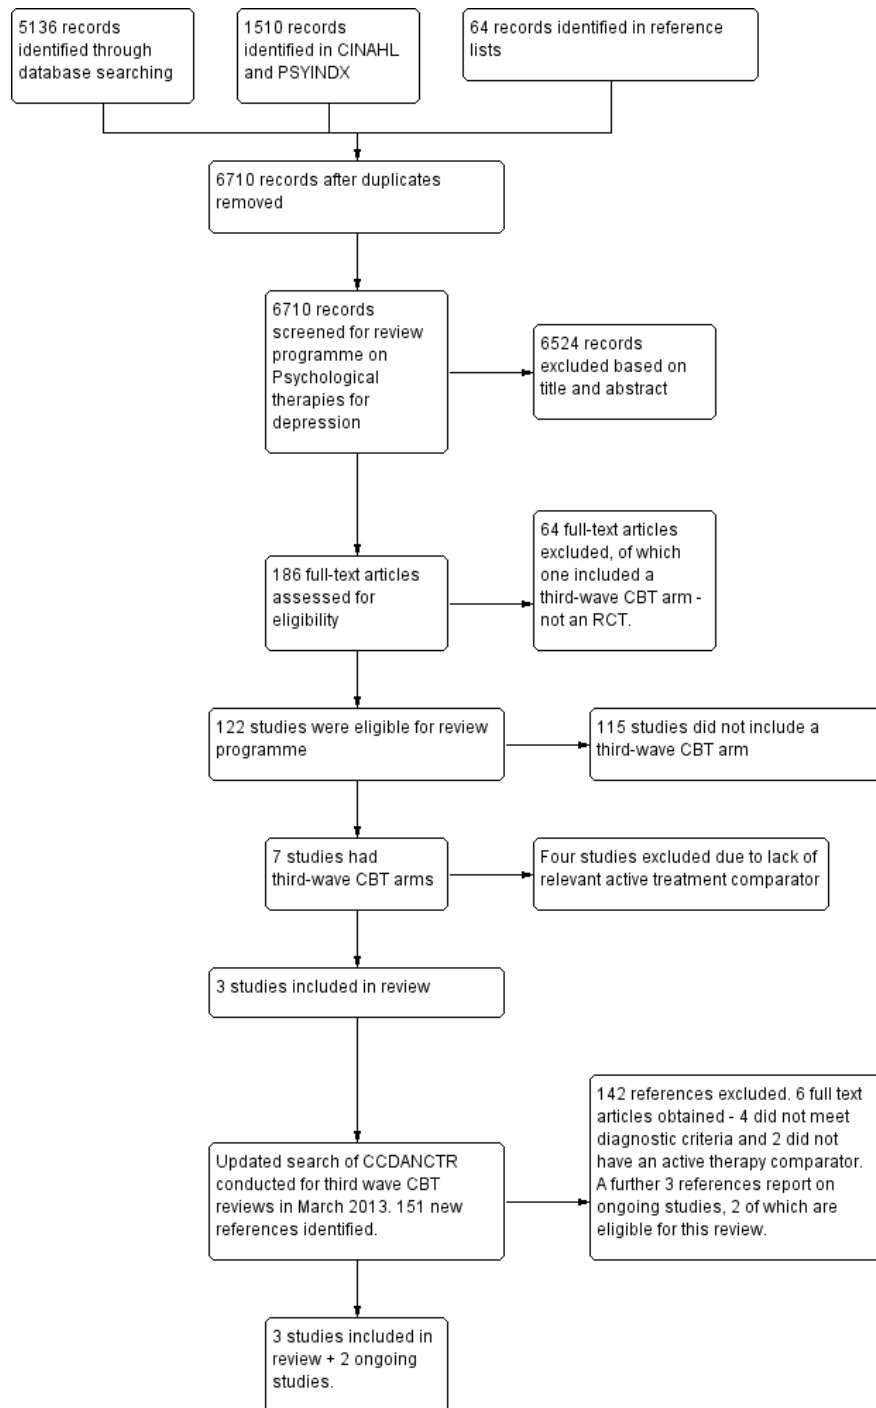 5136 records
identified through
database searching
1510 records
identified in CINAHL
and PSYINDX
64 records identified in reference
lists
6710 records after duplicates
removed
6710 records
screened for review
programme on
Psychological
therapies for
depression
6524 records
excluded based on
title and abstract
186 full-text articles
assessed for
eligibility
64 full-text articles
excluded, of which
one included a
third-wave CBT arm -
not an RCT.
122 studies were eligible for review
programme
115 studies did not include a
third-wave CBT arm
7 studies had
third-wave CBT arms
Four studies excluded due to lack of
relevant active treatment comparator
3 studies included in review
Updated search of CCDANCTR
conducted for third wave CBT
reviews in March 2013. 151 new
references identified.
142 references excluded. 6 full text
articles obtained - 4 did not meet
diagnostic criteria and 2 did not
have an active therapy comparator.
A further 3 references report on
ongoing studies, 2 of which are
eligible for this review.
3 studies included in
review + 2 ongoing
studies.